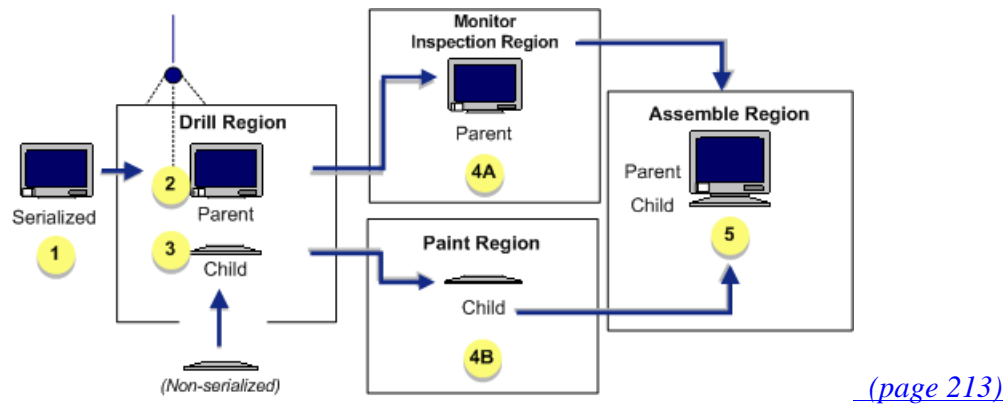 Monitor
Inspection Region
Parent
4A
Drill Region
Serialized
1
2
Parent
3
Child
(Non-serialized)
Paint Region
Child
4B
Assemble Region
Parent
Child
5
(page 213)